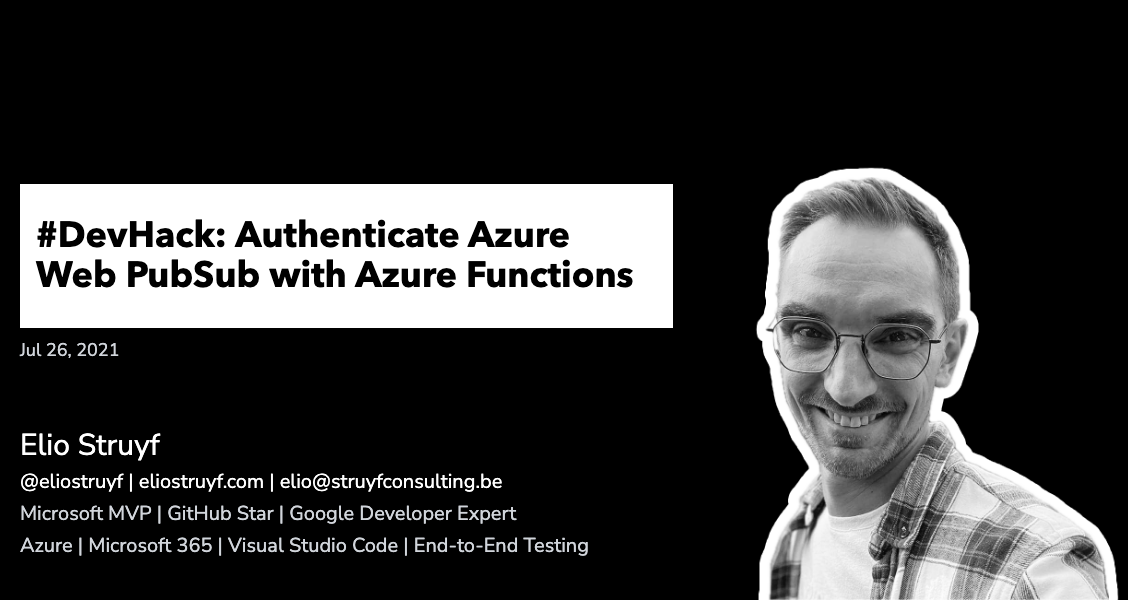 #DevHack: Authenticate Azure
Web PubSub with Azure Functions
Jul 26, 2021
Elio Struyf
@eliostruyf | eliostruyf.com | elio@struyfconsulting.be
Microsoft MVP | GitHub Star | Google Developer Expert
Azure | Microsoft 365 | Visual Studio Code | End-to-End Testing